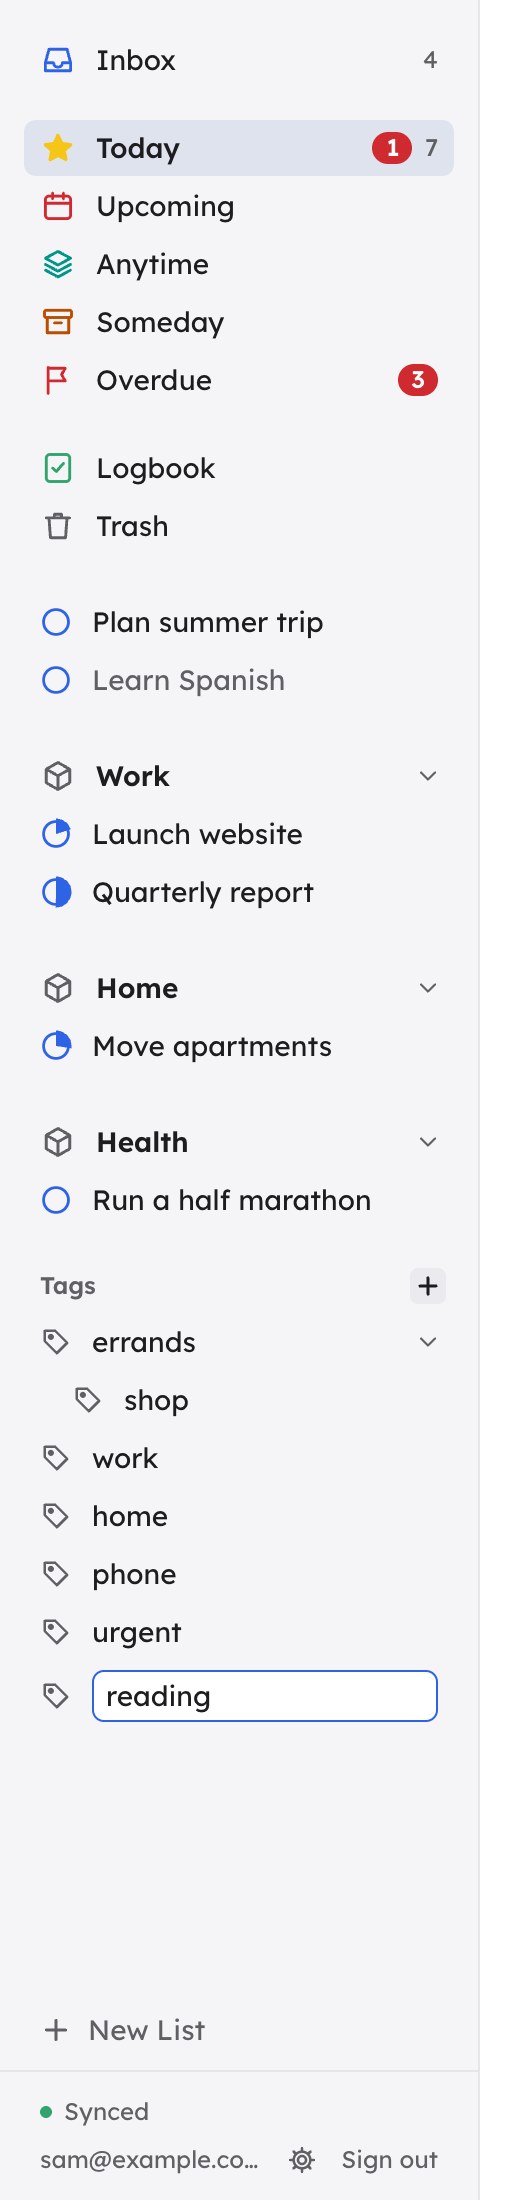 Inbox 4
Today 1 7
Upcoming
Anytime
Someday
Overdue 3
Logbook
Trash
Plan summer trip
Learn Spanish
Work
Launch website
Quarterly report
Home
Move apartments
Health
Run a half marathon
Tags
errands
shop
work
home
phone
urgent
reading
New List
Synced
sam@example.co... Sign out